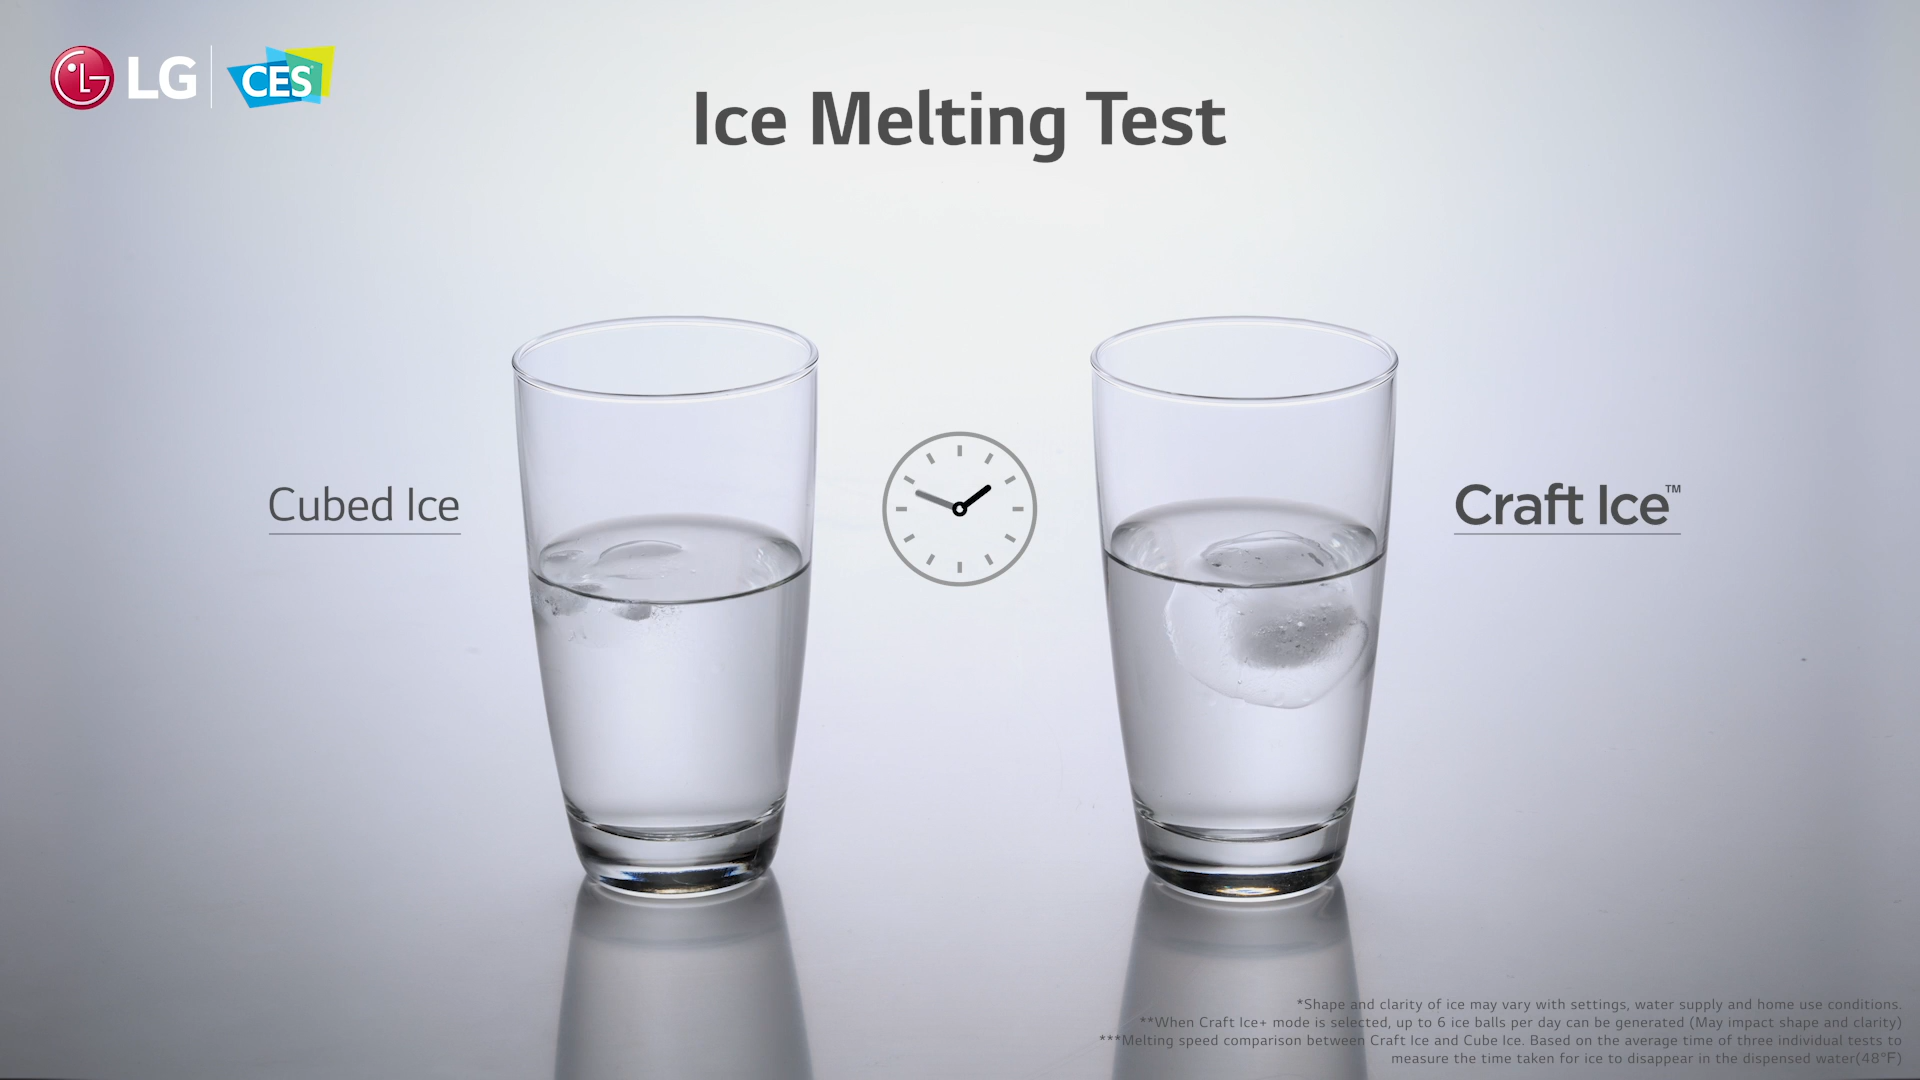 LG
CES
Ice Melting Test
Cubed Ice
Craft Ice™
*Shape and clarity of ice may vary with settings, water supply and home use conditions.
**When Craft Ice+ mode is selected, up to 6 ice balls per day can be generated (May impact shape and clarity)
***Melting speed comparison between Craft Ice and Cube Ice. Based on the average time of three individual tests to
measure the time taken for ice to disappear in the dispensed water(48°F)